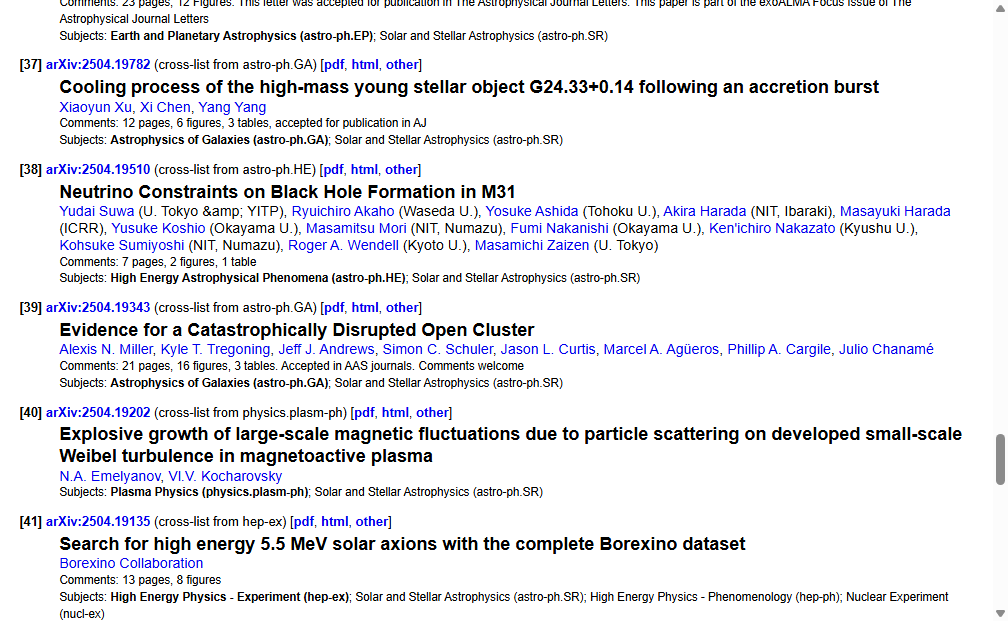 Comments: 23 pages, 12 Figures. This letter was accepted for publication in The Astrophysical Journal Letters. This paper is part of the exoALMA Focus Issue of The
Astrophysical Journal Letters
Subjects: Earth and Planetary Astrophysics (astro-ph.EP); Solar and Stellar Astrophysics (astro-ph.SR)
[37] arXiv:2504.19782 (cross-list from astro-ph.GA) [pdf, html, other]
Cooling process of the high-mass young stellar object G24.33+0.14 following an accretion burst
Xiaoyun Xu, Xi Chen, Yang Yang
Comments: 12 pages, 6 figures, 3 tables, accepted for publication in AJ
Subjects: Astrophysics of Galaxies (astro-ph.GA); Solar and Stellar Astrophysics (astro-ph.SR)
[38] arXiv:2504.19510 (cross-list from astro-ph.HE) [pdf, html, other]
Neutrino Constraints on Black Hole Formation in M31
Yudai Suwa (U. Tokyo &amp; YITP), Ryuichiro Akaho (Waseda U.), Yosuke Ashida (Tohoku U.), Akira Harada (NIT, Ibaraki), Masayuki Harada
(ICRR), Yusuke Koshio (Okayama U.), Masamitsu Mori (NIT, Numazu), Fumi Nakanishi (Okayama U.), Ken'ichiro Nakazato (Kyushu U.),
Kohsuke Sumiyoshi (NIT, Numazu), Roger A. Wendell (Kyoto U.), Masamichi Zaizen (U. Tokyo)
Comments: 7 pages, 2 figures, 1 table
Subjects: High Energy Astrophysical Phenomena (astro-ph.HE); Solar and Stellar Astrophysics (astro-ph.SR)
[39] arXiv:2504.19343 (cross-list from astro-ph.GA) [pdf, html, other]
Evidence for a Catastrophically Disrupted Open Cluster
Alexis N. Miller, Kyle T. Tregoning, Jeff J. Andrews, Simon C. Schuler, Jason L. Curtis, Marcel A. Agüeros, Phillip A. Cargile, Julio Chanamé
Comments: 21 pages, 16 figures, 3 tables. Accepted in AAS journals. Comments welcome
Subjects: Astrophysics of Galaxies (astro-ph.GA); Solar and Stellar Astrophysics (astro-ph.SR)
[40] arXiv:2504.19202 (cross-list from physics.plasm-ph) [pdf, html, other]
Explosive growth of large-scale magnetic fluctuations due to particle scattering on developed small-scale
Weibel turbulence in magnetoactive plasma
N.A. Emelyanov, Vl.V. Kocharovsky
Subjects: Plasma Physics (physics.plasm-ph); Solar and Stellar Astrophysics (astro-ph.SR)
[41] arXiv:2504.19135 (cross-list from hep-ex) [pdf, html, other]
Search for high energy 5.5 MeV solar axions with the complete Borexino dataset
Borexino Collaboration
Comments: 13 pages, 8 figures
Subjects: High Energy Physics - Experiment (hep-ex); Solar and Stellar Astrophysics (astro-ph.SR); High Energy Physics - Phenomenology (hep-ph); Nuclear Experiment
(nucl-ex)